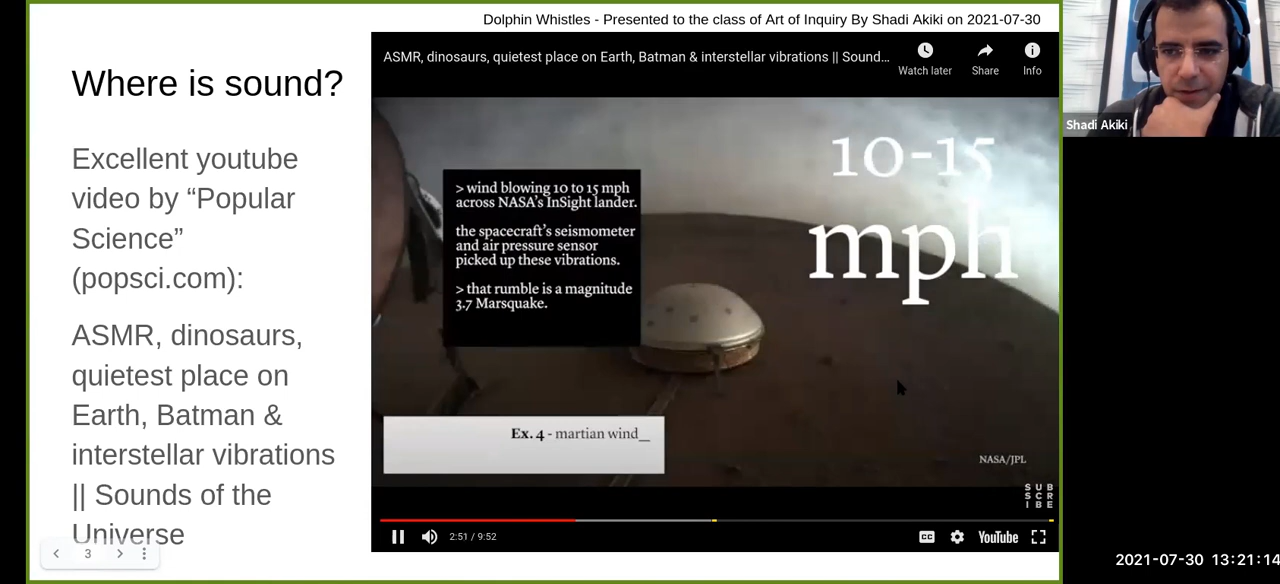 Dolphin Whistles - Presented to the class of Art of Inquiry By Shadi Akiki on 2021-07-30
Where is sound?
Excellent youtube
video by “Popular
Science”
(popsci.com):
ASMR, dinosaurs,
quietest place on
Earth, Batman &
interstellar vibrations
|| Sounds of the
Universe
3
ASMR, dinosaurs, quietest place on Earth, Batman & interstellar vibrations || Sound...
Watch later
Share
Info
10-15
mph
> wind blowing 10 to 15 mph
across NASA's InSight lander.
the spacecraft's seismometer
and air pressure sensor
picked up these vibrations.
> that rumble is a magnitude
3.7 Marsquake.
Ex. 4 - martian wind_
NASA/JPL
SUB
SCR
IBE
2:51 / 9:52
CC
YouTube
Shadi Akiki
2021-07-30 13:21:14